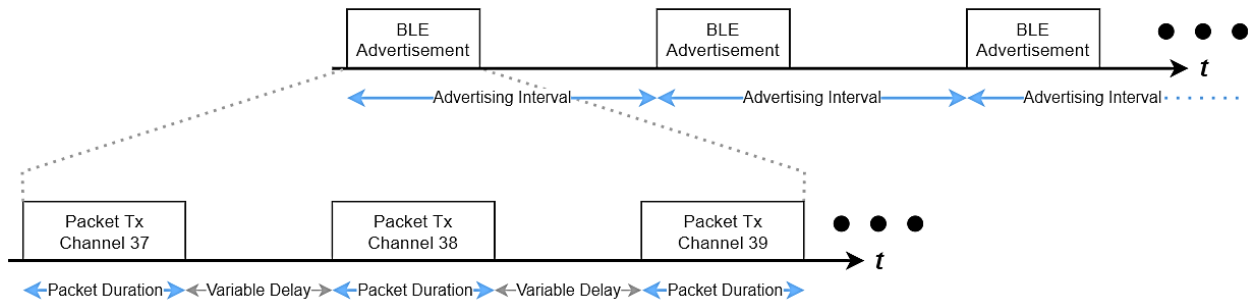 BLE
Advertisement
BLE
Advertisement
BLE
Advertisement
t
Advertising Interval
Advertising Interval
Advertising Interval
Packet Tx
Channel 37
Packet Tx
Channel 38
Packet Tx
Channel 39
t
Packet Duration
Variable Delay
Packet Duration
Variable Delay
Packet Duration